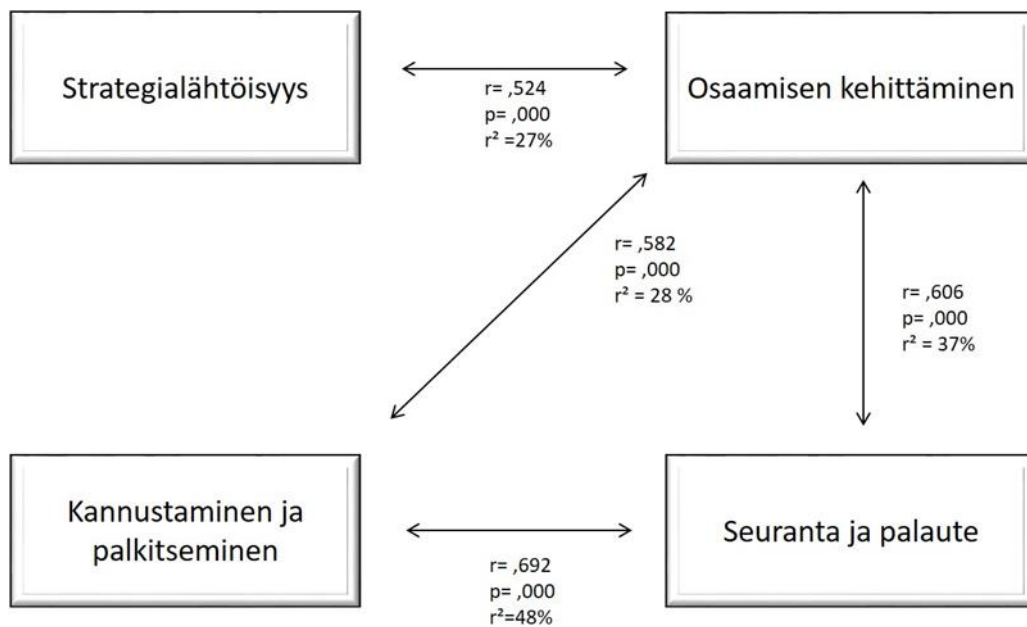 Strategialähtöisyys
r= ,524
p= ,000
r² =27%
Osaamisen kehittäminen
r= ,582
p= ,000
r² = 28 %
r= ,606
p= ,000
r² = 37%
Kannustaminen ja
palkitseminen
r= ,692
p= ,000
r²=48%
Seuranta ja palaute